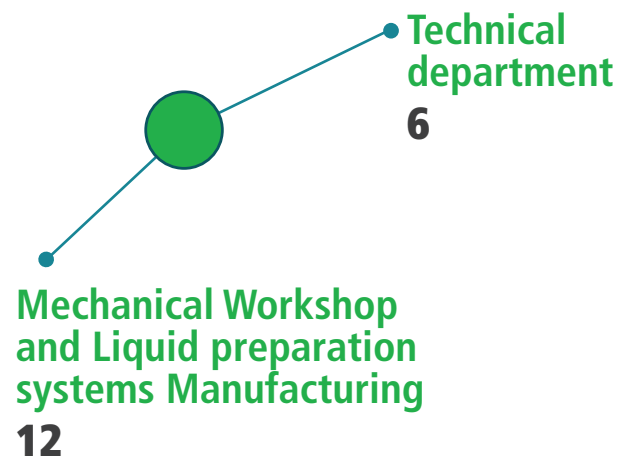 Technical
department
6
Mechanical Workshop
and Liquid preparation
systems Manufacturing
12